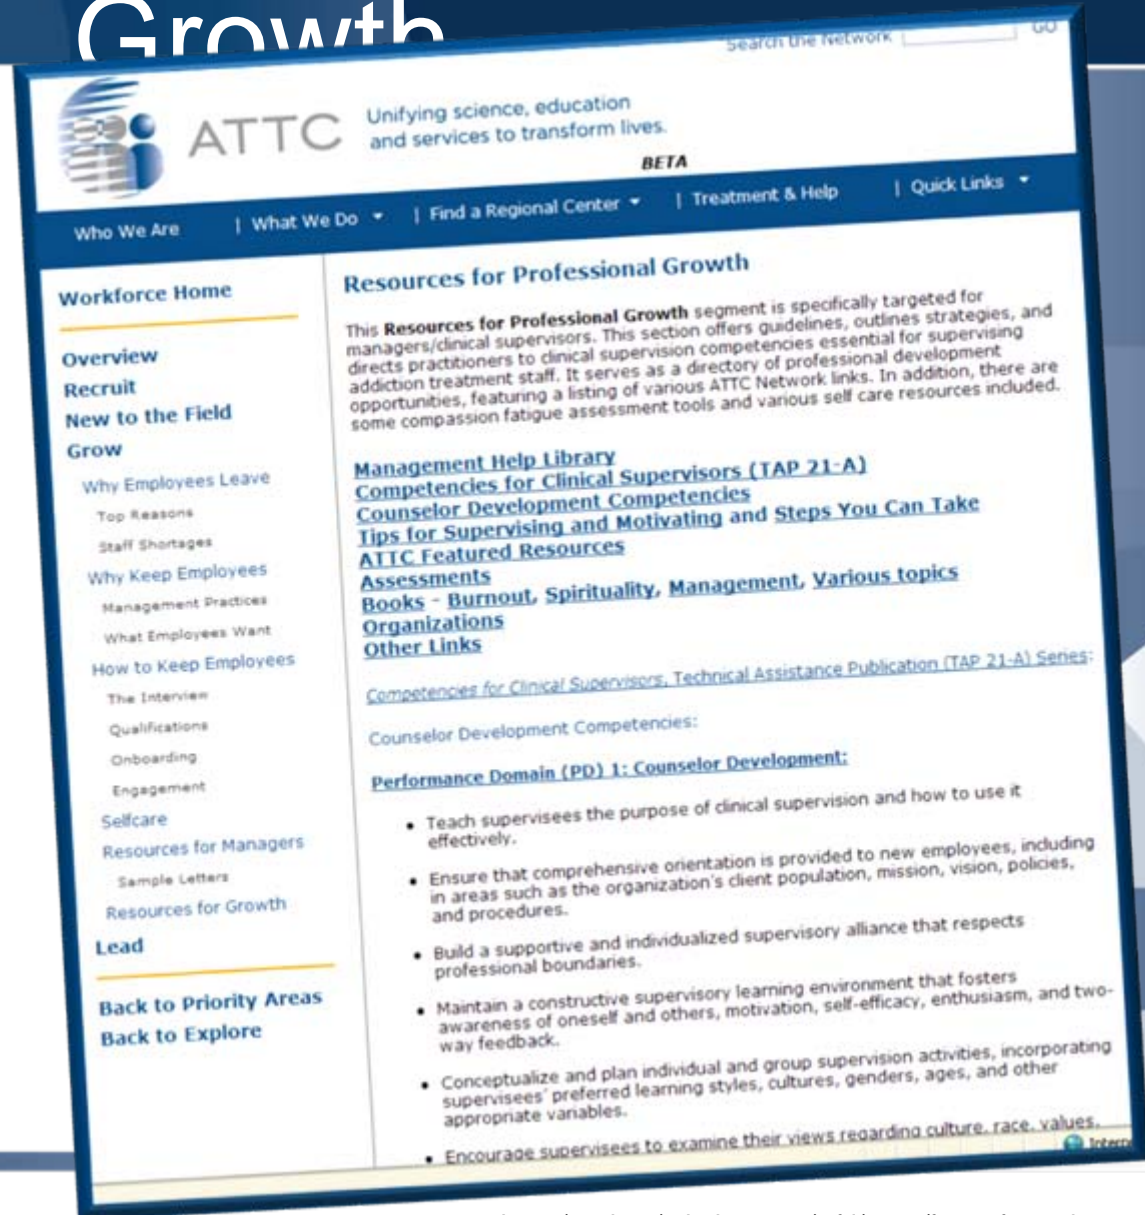 Growth
Search the Network GO
ATTC
Unifying science, education
and services to transform lives.
BETA
Who We Are | What We Do | Find a Regional Center | Treatment & Help | Quick Links
Workforce Home
Overview
Recruit
New to the Field
Grow
Why Employees Leave
Top Reasons
Staff Shortages
Why Keep Employees
Management Practices
What Employees Want
How to Keep Employees
The Interview
Qualifications
Onboarding
Engagement
Selfcare
Resources for Managers
Sample Letters
Resources for Growth
Lead
Back to Priority Areas
Back to Explore
Resources for Professional Growth
This Resources for Professional Growth segment is specifically targeted for
managers/clinical supervisors. This section offers guidelines, outlines strategies, and
directs practitioners to clinical supervision competencies essential for supervising
addiction treatment staff. It serves as a directory of professional development
opportunities, featuring a listing of various ATTC Network links. In addition, there are
some compassion fatigue assessment tools and various self care resources included.
Management Help Library
Competencies for Clinical Supervisors (TAP 21-A)
Counselor Development Competencies
Tips for Supervising and Motivating and Steps You Can Take
ATTC Featured Resources
Assessments
Books - Burnout, Spirituality, Management, Various topics
Organizations
Other Links
Competencies for Clinical Supervisors, Technical Assistance Publication (TAP 21-A) Series:
Counselor Development Competencies:
Performance Domain (PD) 1: Counselor Development:
• Teach supervisees the purpose of clinical supervision and how to use it
effectively.
• Ensure that comprehensive orientation is provided to new employees, including
in areas such as the organization's client population, mission, vision, policies,
and procedures.
• Build a supportive and individualized supervisory alliance that respects
professional boundaries.
• Maintain a constructive supervisory learning environment that fosters
awareness of oneself and others, motivation, self-efficacy, enthusiasm, and two-
way feedback.
• Conceptualize and plan individual and group supervision activities, incorporating
supervisees' preferred learning styles, cultures, genders, ages, and other
appropriate variables.
• Encourage supervisees to examine their views regarding culture, race, values,